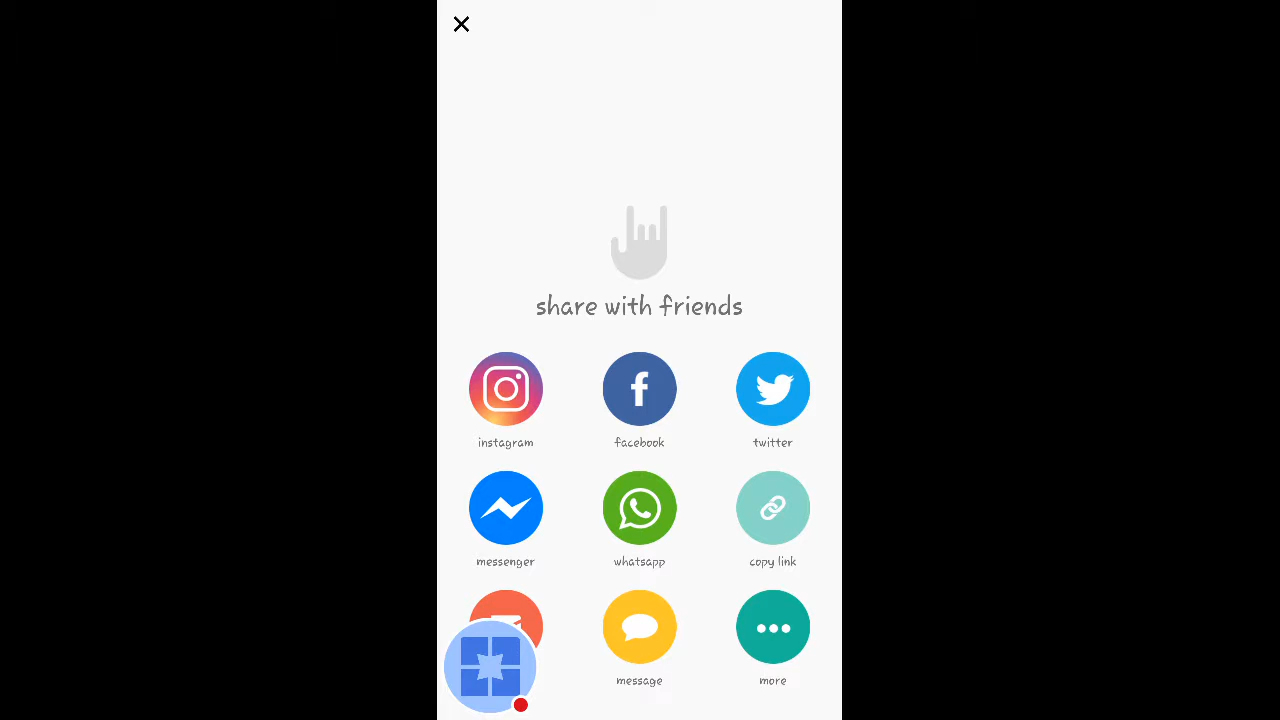 share with friends
instagram
facebook
twitter
messenger
whatsapp
copy link
message
more